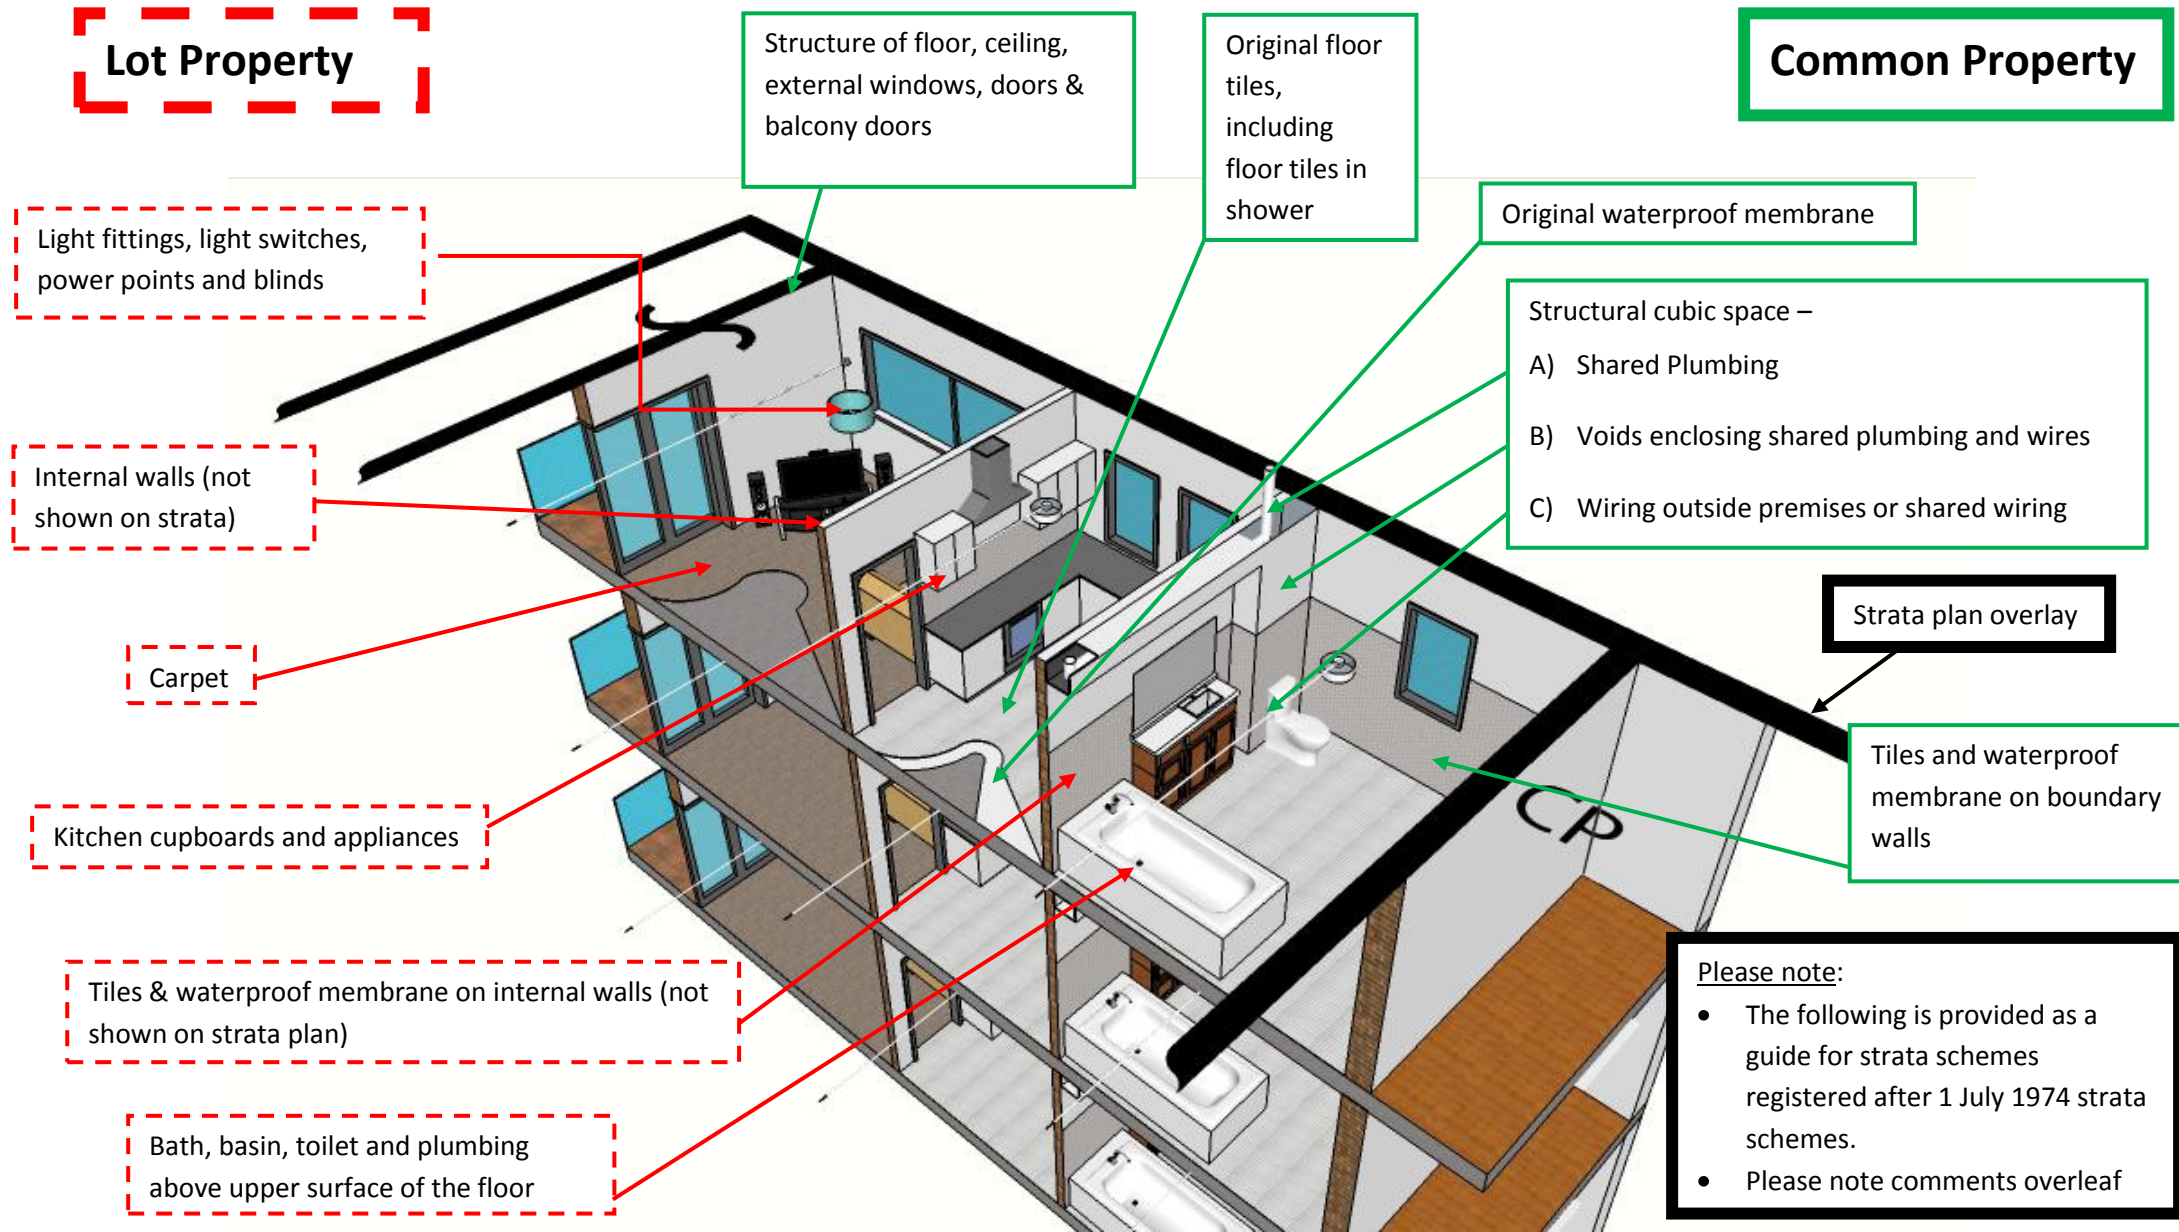 Lot Property
Structure of floor, ceiling,
external windows, doors &
balcony doors
Original floor
tiles,
including
floor tiles in
shower
Common Property
Light fittings, light switches,
power points and blinds
Original waterproof membrane
Structural cubic space –
A) Shared Plumbing
B) Voids enclosing shared plumbing and wires
C) Wiring outside premises or shared wiring
Internal walls (not
shown on strata)
Strata plan overlay
Carpet
Tiles and waterproof
membrane on boundary
walls
Kitchen cupboards and appliances
CP
Tiles & waterproof membrane on internal walls (not
shown on strata plan)
Please note:
• The following is provided as a
guide for strata schemes
registered after 1 July 1974 strata
schemes.
• Please note comments overleaf
Bath, basin, toilet and plumbing
above upper surface of the floor